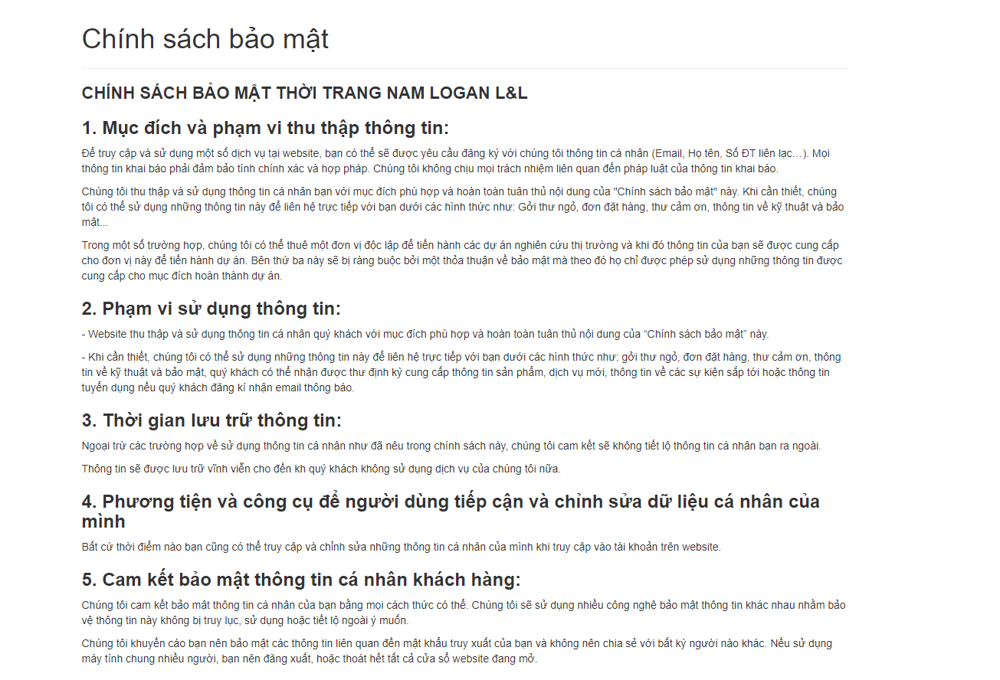 Chính sách bảo mật
CHÍNH SÁCH BẢO MẬT THỜI TRANG NAM LOGAN L&L
1. Mục đích và phạm vi thu thập thông tin:
Để truy cập và sử dụng một số dịch vụ tại website, bạn có thể sẽ được yêu cầu đăng ký với chúng tôi thông tin cá nhân (Email, Họ tên, Số ĐT liên lạc…). Mọi
thông tin khai báo phải đảm bảo tính chính xác và hợp pháp. Chúng tôi không chịu mọi trách nhiệm liên quan đến pháp luật của thông tin khai báo.
Chúng tôi thu thập và sử dụng thông tin cá nhân bạn với mục đích phù hợp và hoàn toàn tuân thủ nội dung của "Chính sách bảo mật" này. Khi cần thiết, chúng
tôi có thể sử dụng những thông tin này để liên hệ trực tiếp với bạn dưới các hình thức như: Gởi thư ngỏ, đơn đặt hàng, thư cảm ơn, thông tin về kỹ thuật và bảo
mật...
Trong một số trường hợp, chúng tôi có thể thuê một đơn vị độc lập để tiến hành các dự án nghiên cứu thị trường và khi đó thông tin của bạn sẽ được cung cấp
cho đơn vị này để tiến hành dự án. Bên thứ ba này sẽ bị ràng buộc bởi một thỏa thuận về bảo mật mà theo đó họ chỉ được phép sử dụng những thông tin được
cung cấp cho mục đích hoàn thành dự án.
2. Phạm vi sử dụng thông tin:
- Website thu thập và sử dụng thông tin cá nhân quý khách với mục đích phù hợp và hoàn toàn tuân thủ nội dung của “Chính sách bảo mật” này.
- Khi cần thiết, chúng tôi có thể sử dụng những thông tin này để liên hệ trực tiếp với bạn dưới các hình thức như: gởi thư ngỏ, đơn đặt hàng, thư cảm ơn, thông
tin về kỹ thuật và bảo mật, quý khách có thể nhận được thư định kỳ cung cấp thông tin sản phẩm, dịch vụ mới, thông tin về các sự kiện sắp tới hoặc thông tin
tuyển dụng nếu quý khách đăng kí nhận email thông báo.
3. Thời gian lưu trữ thông tin:
Ngoại trừ các trường hợp về sử dụng thông tin cá nhân như đã nêu trong chính sách này, chúng tôi cam kết sẽ không tiết lộ thông tin cá nhân bạn ra ngoài.
Thông tin sẽ được lưu trữ vĩnh viễn cho đến kh quý khách không sử dụng dịch vụ của chúng tôi nữa.
4. Phương tiện và công cụ để người dùng tiếp cận và chỉnh sửa dữ liệu cá nhân của
mình
Bất cứ thời điểm nào bạn cũng có thể truy cập và chỉnh sửa những thông tin cá nhân của mình khi truy cập vào tài khoản trên website.
5. Cam kết bảo mật thông tin cá nhân khách hàng:
Chúng tôi cam kết bảo mật thông tin cá nhân của bạn bằng mọi cách thức có thể. Chúng tôi sẽ sử dụng nhiều công nghệ bảo mật thông tin khác nhau nhằm bảo
vệ thông tin này không bị truy lục, sử dụng hoặc tiết lộ ngoài ý muốn.
Chúng tôi khuyến cáo bạn nên bảo mật các thông tin liên quan đến mật khẩu truy xuất của bạn và không nên chia sẻ với bất kỳ người nào khác. Nếu sử dụng
máy tính chung nhiều người, bạn nên đăng xuất, hoặc thoát hết tất cả cửa sổ website đang mở.